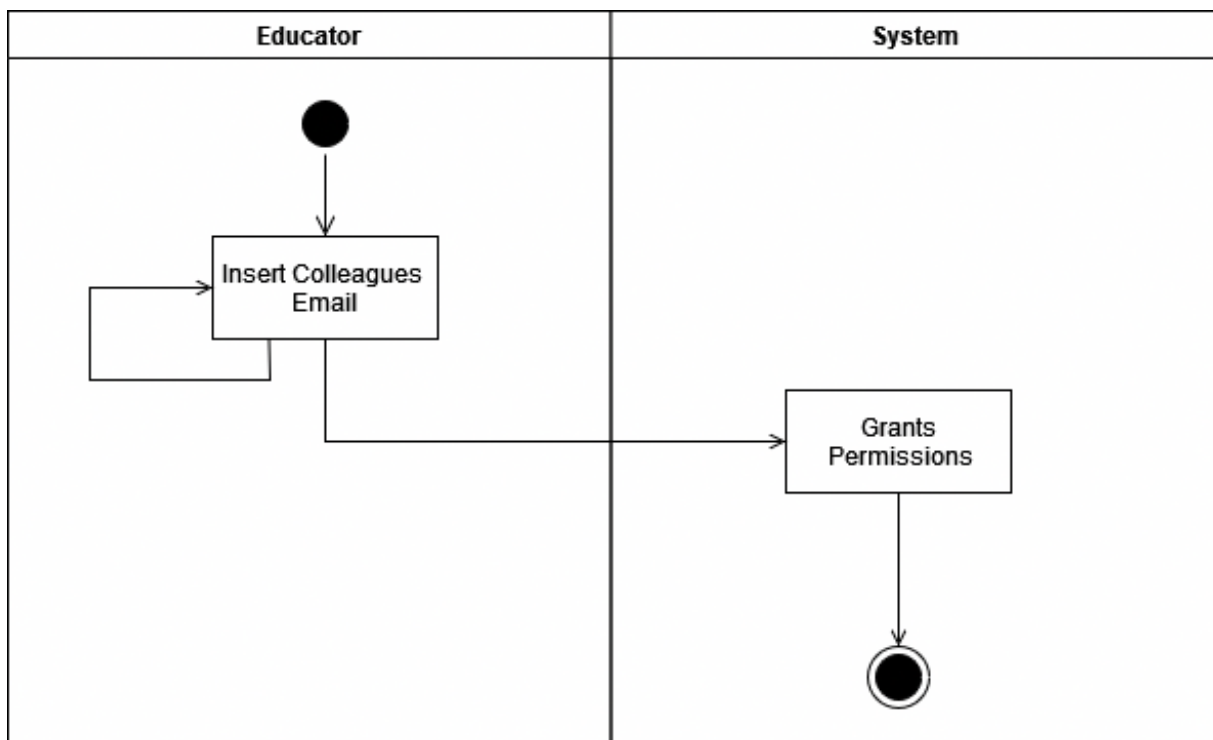 Educator
System
Insert Colleagues
Email
Grants
Permissions